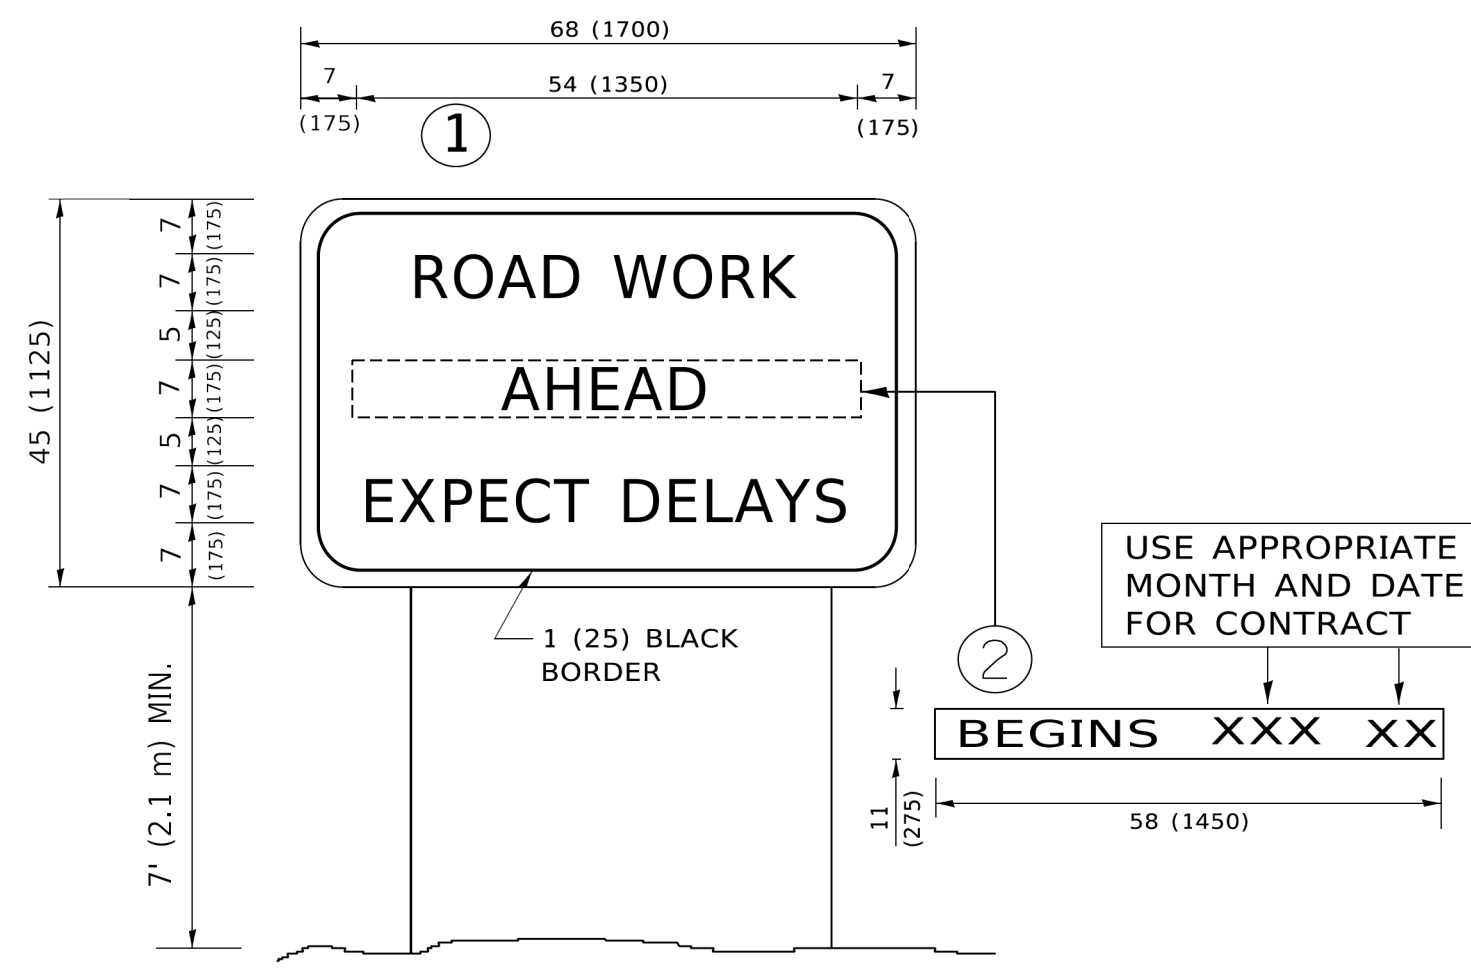 68 (1700)
7
54 (1350)
7
(175)
(175)
1
7
(175)
7
(175)
5
(125)
7
(175)
5
(125)
7
(175)
7
(175)
45 (1125)
ROAD WORK
AHEAD
EXPECT DELAYS
1 (25) BLACK
BORDER
7' (2.1 m) MIN.
USE APPROPRIATE
MONTH AND DATE
FOR CONTRACT
2
BEGINS XXX XX
11
(275)
58 (1450)